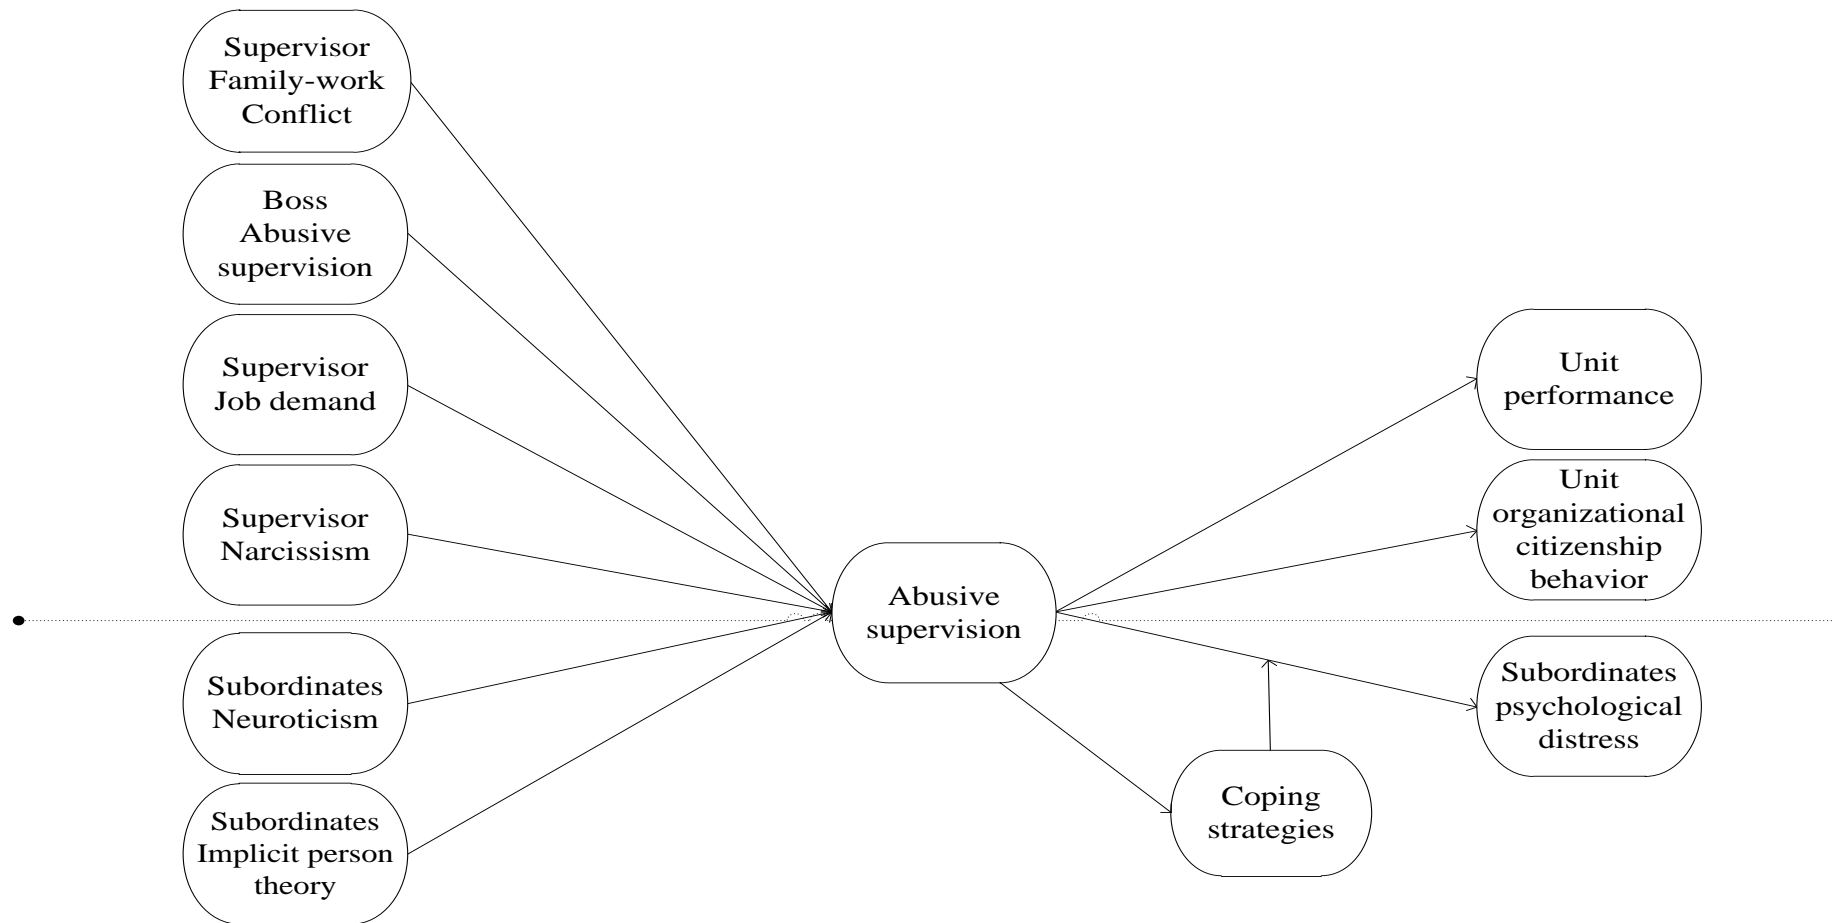 Supervisor
Family-work
Conflict
Boss
Abusive
supervision
Supervisor
Job demand
Supervisor
Narcissism
Subordinates
Neuroticism
Subordinates
Implicit person
theory
Abusive
supervision
Coping
strategies
Unit
performance
Unit
organizational
citizenship
behavior
Subordinates
psychological
distress